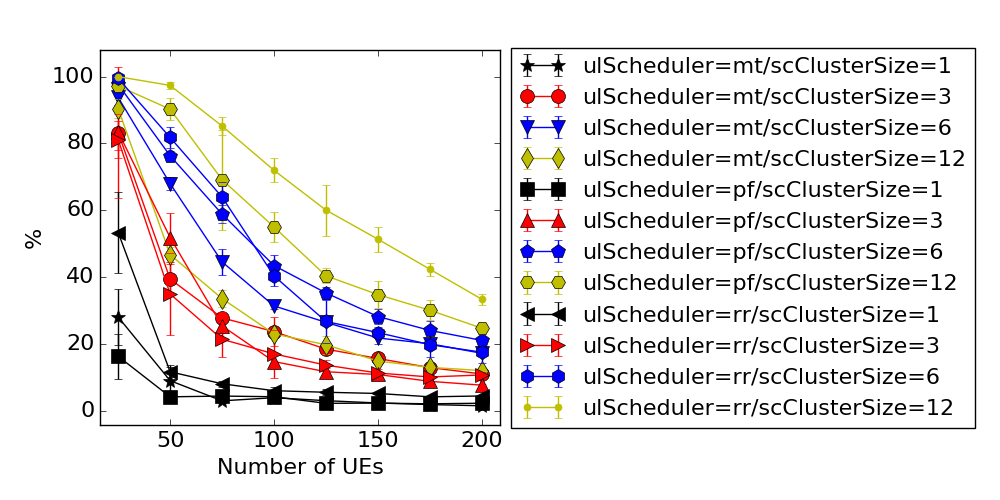 100
80
60
40
20
0
%
50
100
150
200
Number of UEs
ulScheduler=mt/scClusterSize=1
ulScheduler=mt/scClusterSize=3
ulScheduler=mt/scClusterSize=6
ulScheduler=mt/scClusterSize=12
ulScheduler=pf/scClusterSize=1
ulScheduler=pf/scClusterSize=3
ulScheduler=pf/scClusterSize=6
ulScheduler=pf/scClusterSize=12
ulScheduler=rr/scClusterSize=1
ulScheduler=rr/scClusterSize=3
ulScheduler=rr/scClusterSize=6
ulScheduler=rr/scClusterSize=12